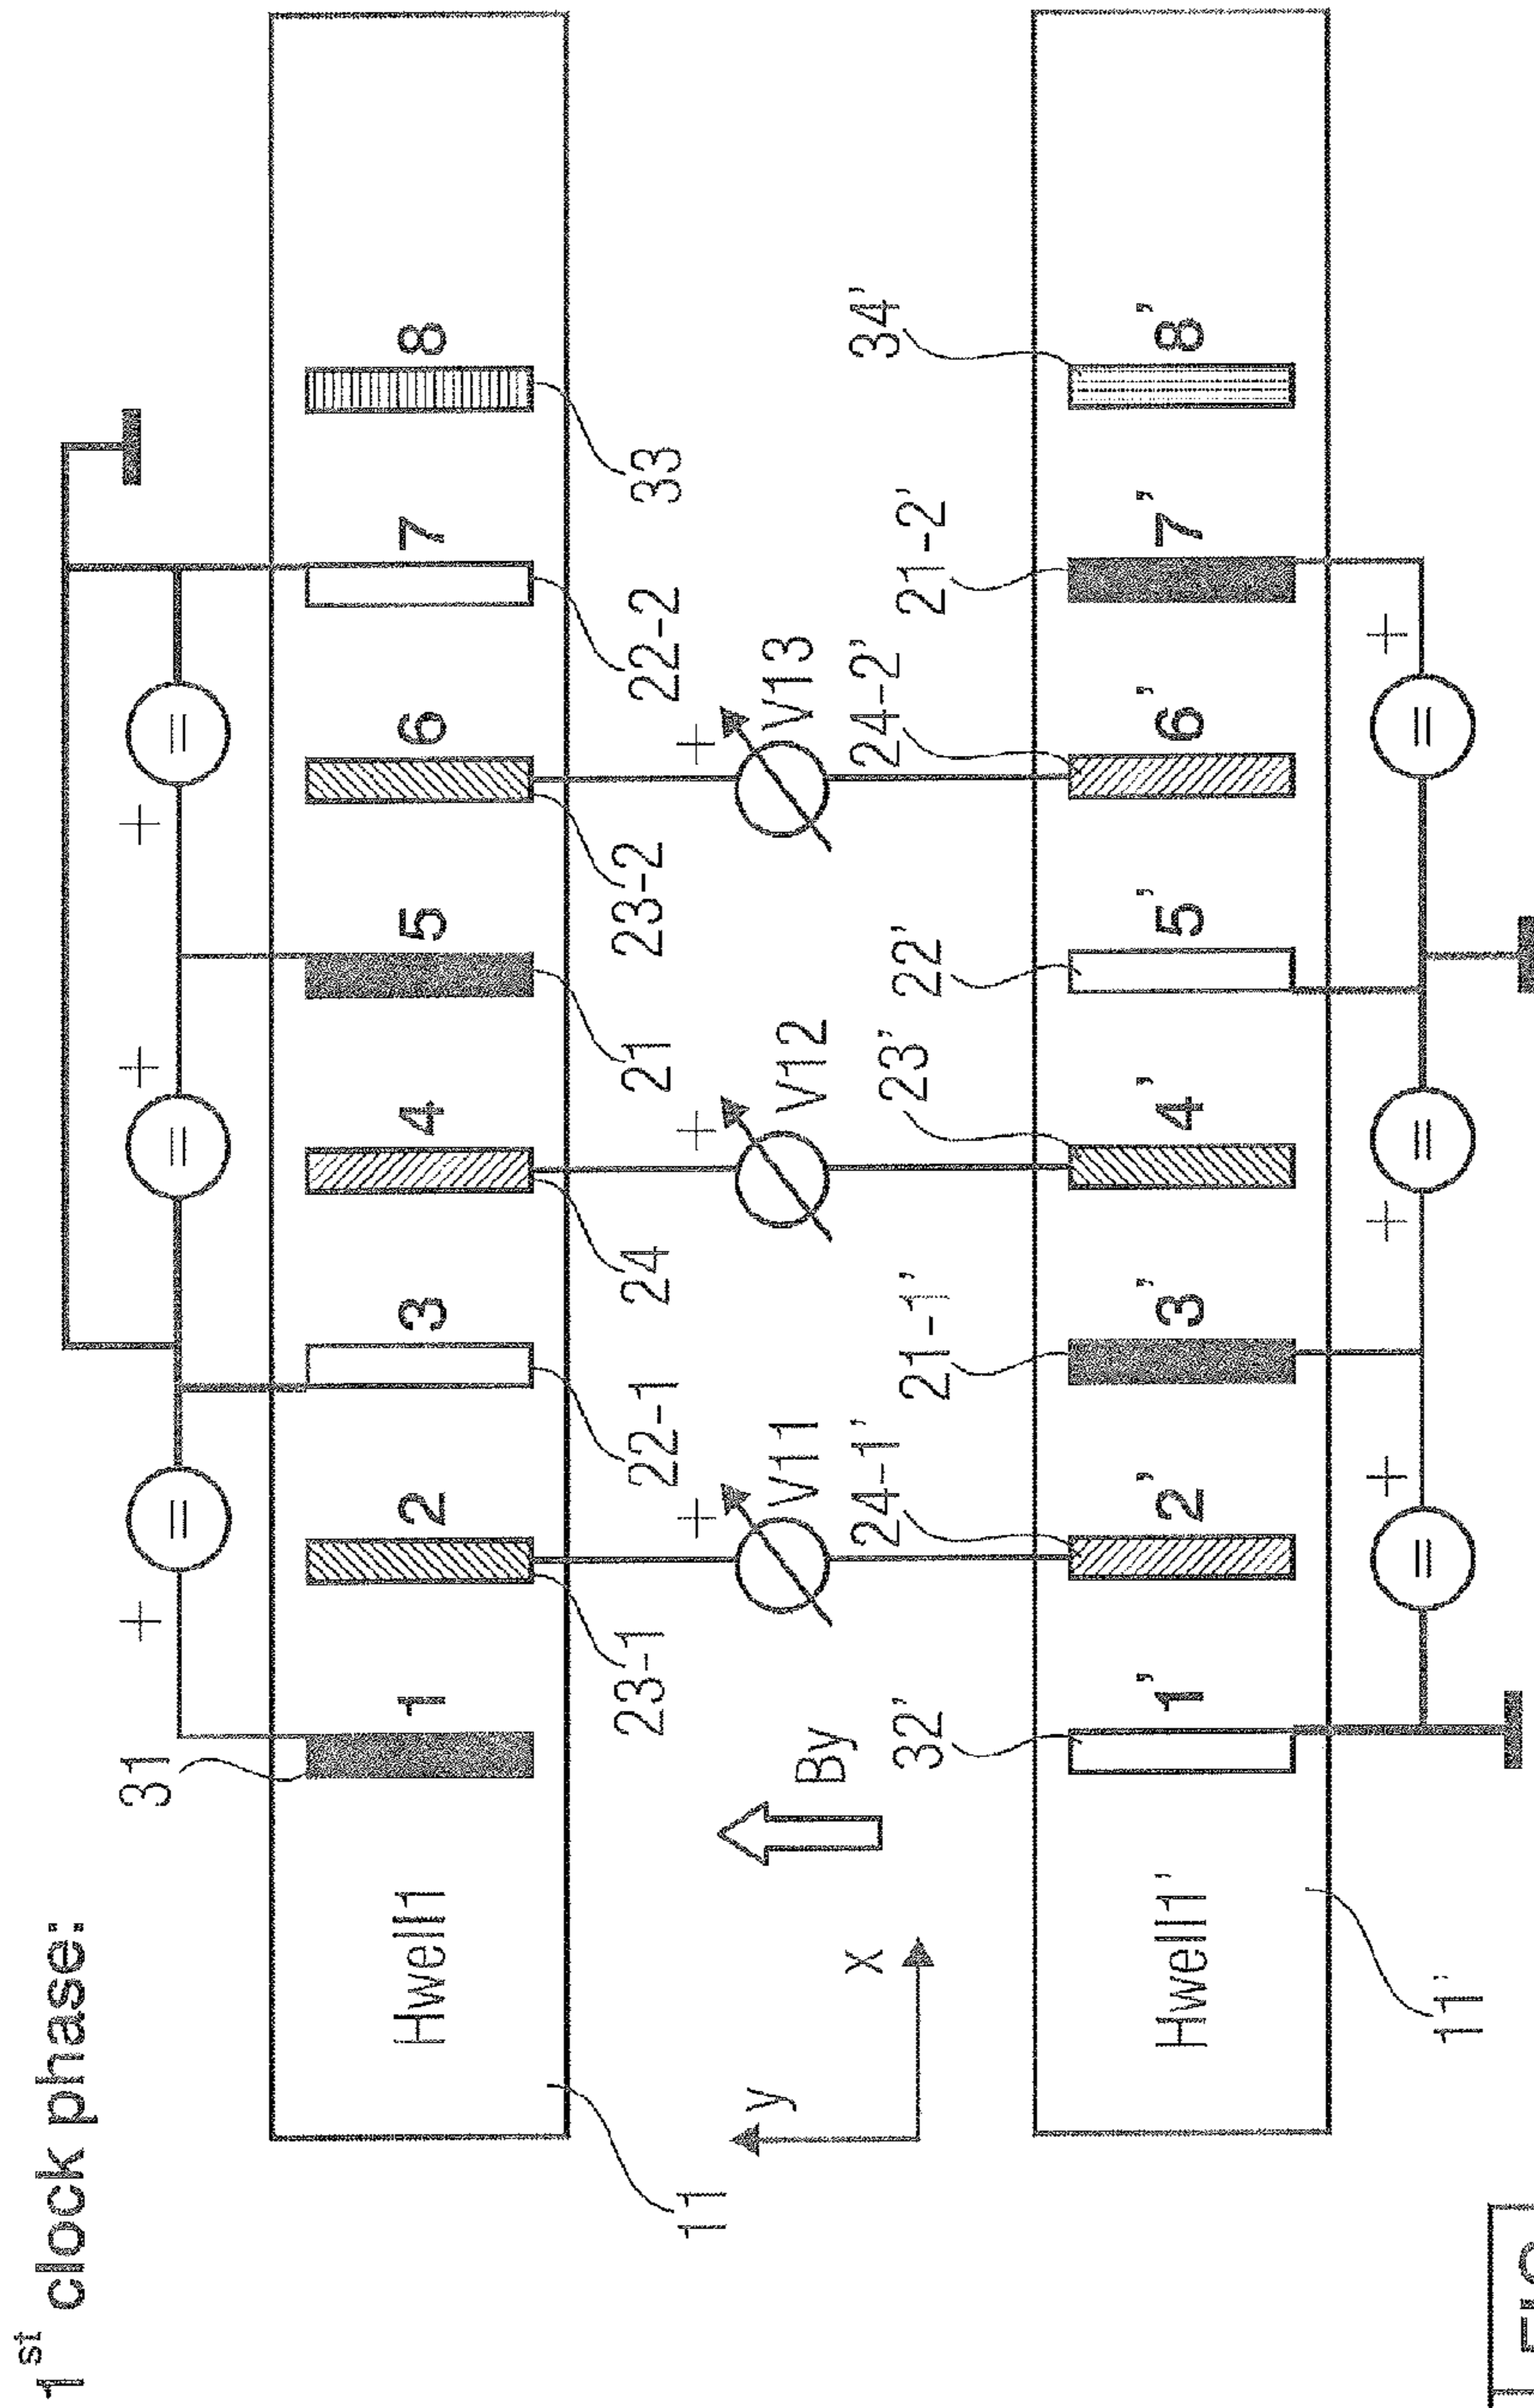 1st clock phase:
+ = + = + =
31
Hwell1 1 2 3 4 5 6 7 8
11 23-1 22-1 24 21 23-2 22-2 33
+ + +
V11 V12 V13
y x By
32' 24-1' 21-1' 23' 22' 24-2' 21-2' 34'
Hwell1' 1' 2' 3' 4' 5' 6' 7' 8'
11'
= + + = = +